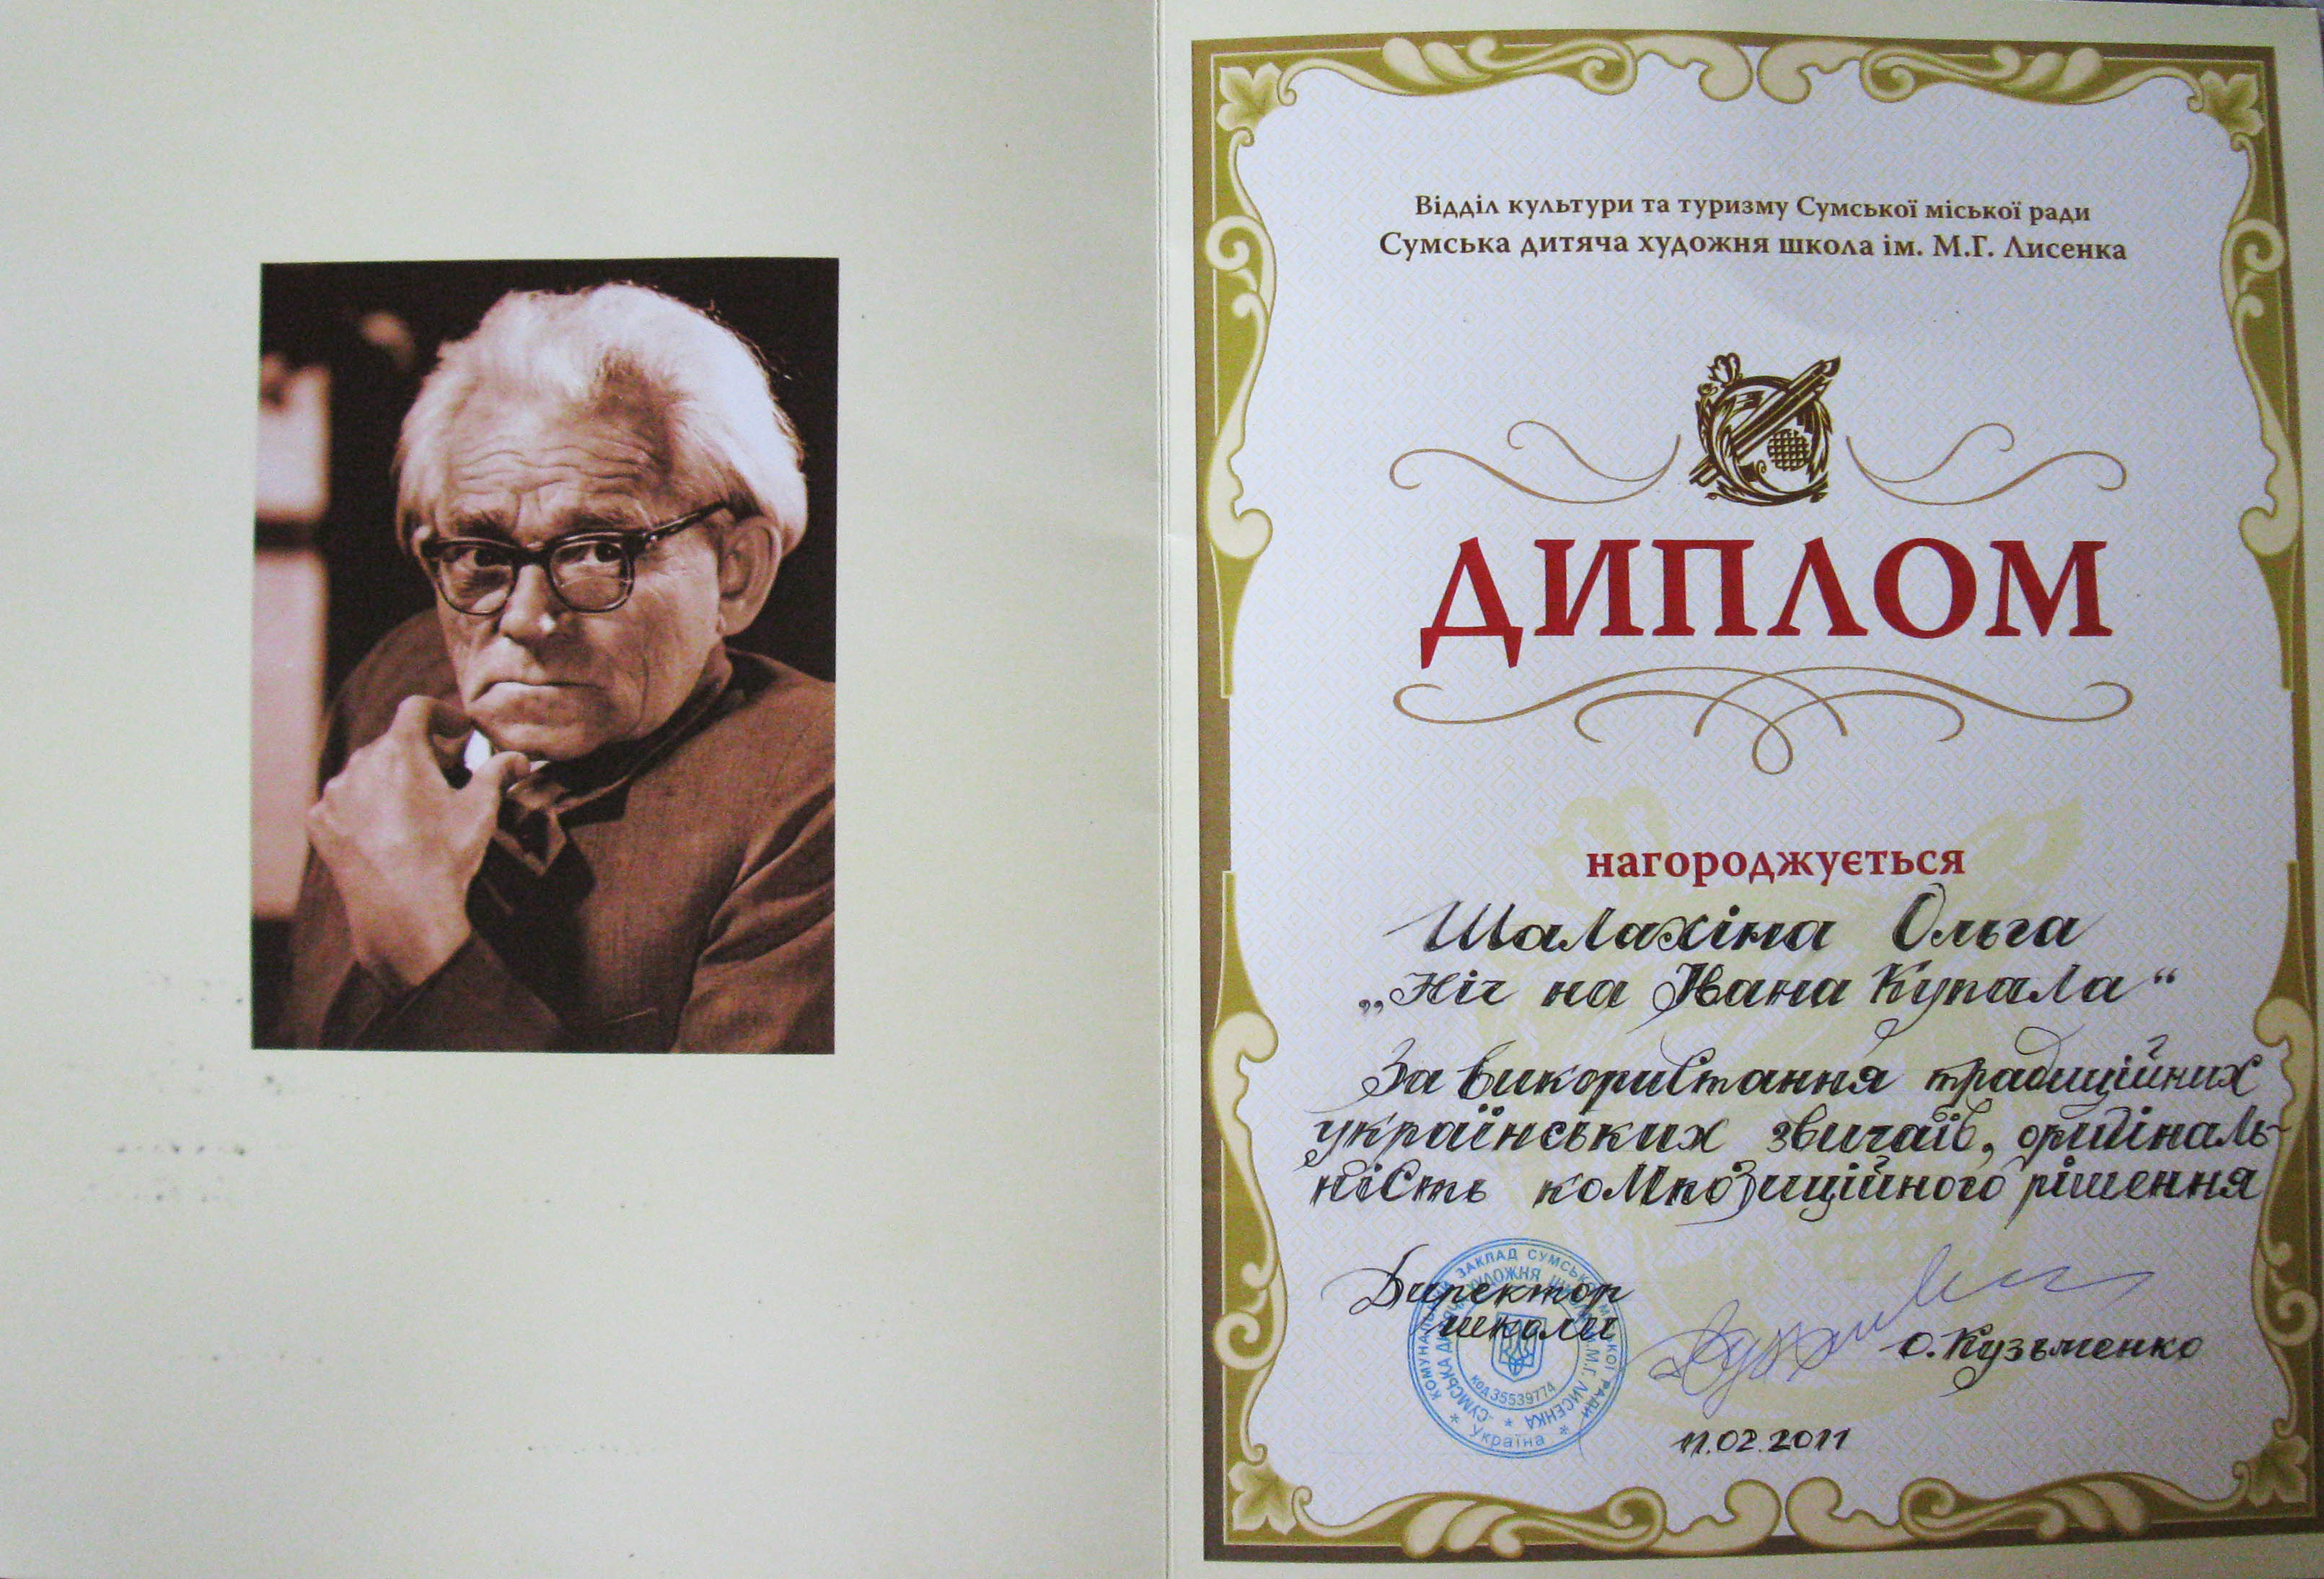 Відділ культури та туризму Сумської міської ради
Сумська дитяча художня школа ім. М.Г. Лисенка
ДИПЛОМ
нагороджується
Шалахіна Ольга
„Ніч на Івана Купала“
За використання традиційних
українських звичаїв, оригіналь-
ність композиційного рішення
Директор
школи
О. Кузьменко
11.02.2011
КОМУНАЛЬНИЙ ЗАКЛАД СУМСЬКОЇ МІСЬКОЇ РАДИ
СУМСЬКА ДИТЯЧА ХУДОЖНЯ ШКОЛА ІМ. М.Г. ЛИСЕНКА
КОД 35539774
* Україна *